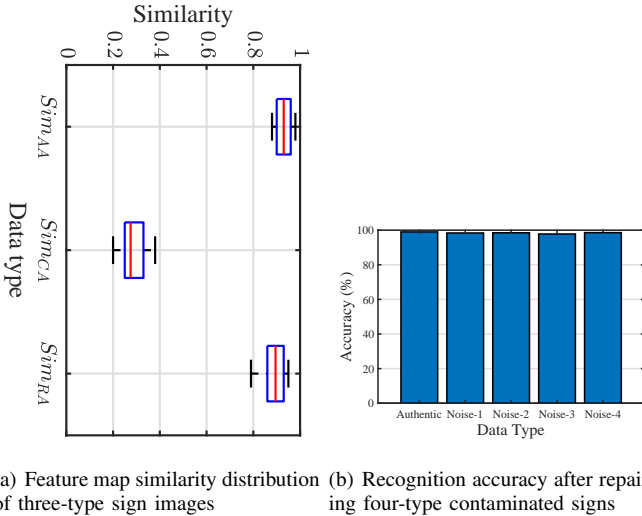 Similarity
0 0.2 0.4 0.6 0.8 1
Sim_AA Sim_CA Sim_RA
Data type
100
80
60
40
20
0
Accuracy (%)
Authentic Noise-1 Noise-2 Noise-3 Noise-4
Data Type
a) Feature map similarity distribution
of three-type sign images
(b) Recognition accuracy after repair-
ing four-type contaminated signs